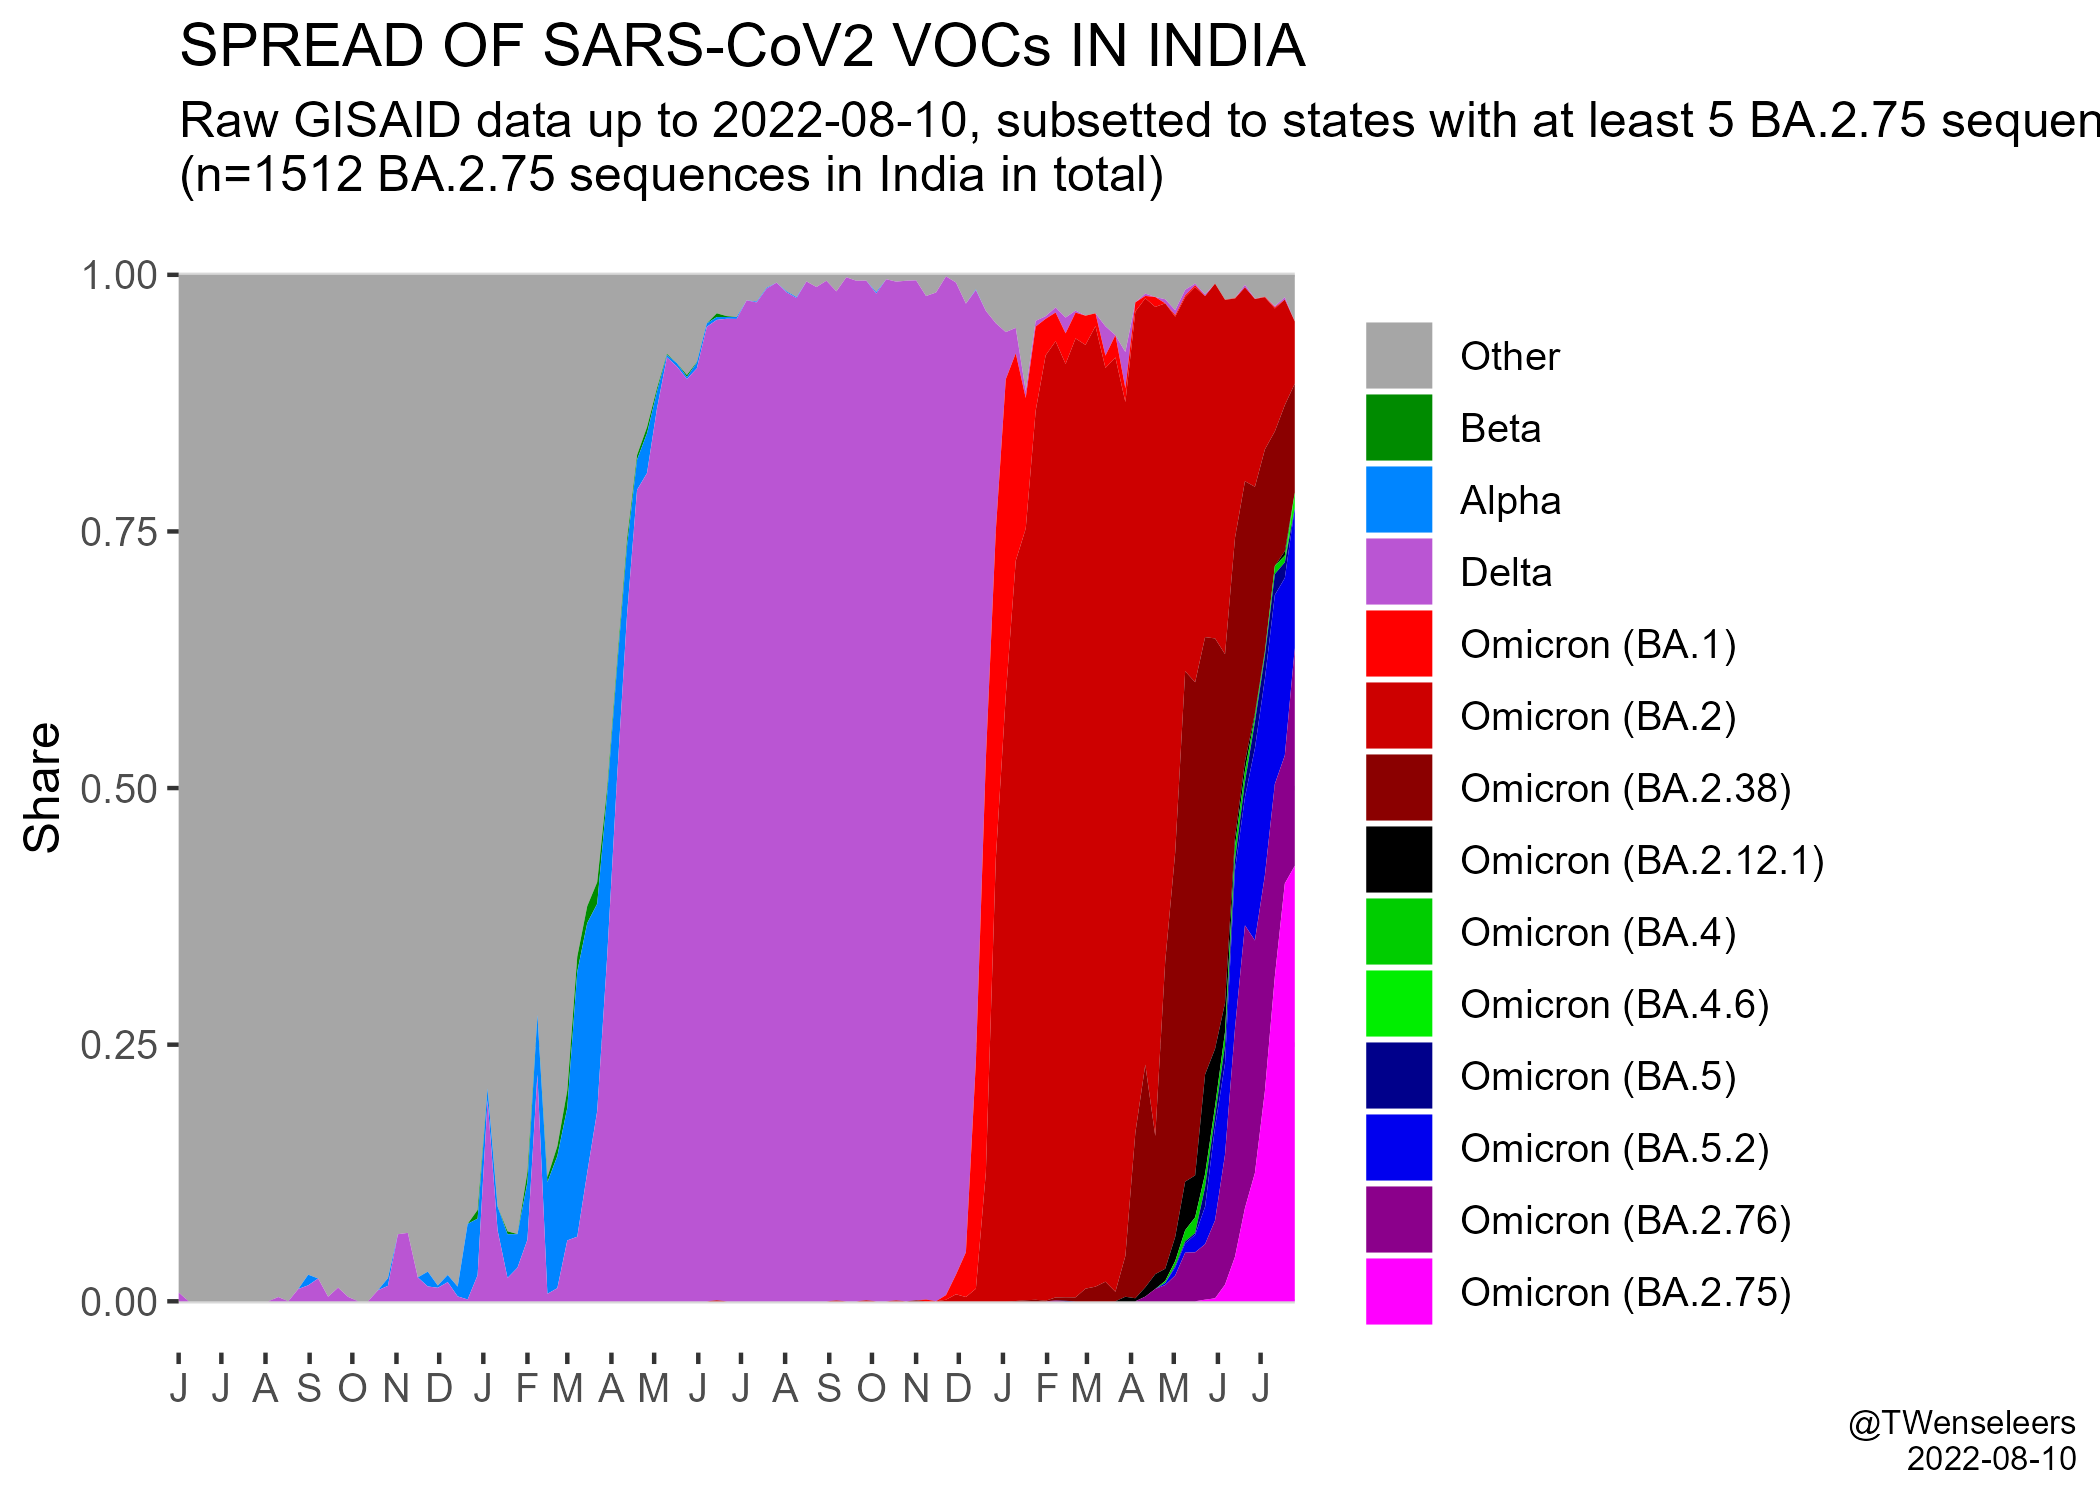 SPREAD OF SARS-CoV2 VOCs IN INDIA
Raw GISAID data up to 2022-08-10, subsetted to states with at least 5 BA.2.75 sequen
(n=1512 BA.2.75 sequences in India in total)
Share
1.00
0.75
0.50
0.25
0.00
J J A S O N D J F M A M J J A S O N D J F M A M J J
Other
Beta
Alpha
Delta
Omicron (BA.1)
Omicron (BA.2)
Omicron (BA.2.38)
Omicron (BA.2.12.1)
Omicron (BA.4)
Omicron (BA.4.6)
Omicron (BA.5)
Omicron (BA.5.2)
Omicron (BA.2.76)
Omicron (BA.2.75)
@TWenseleers
2022-08-10